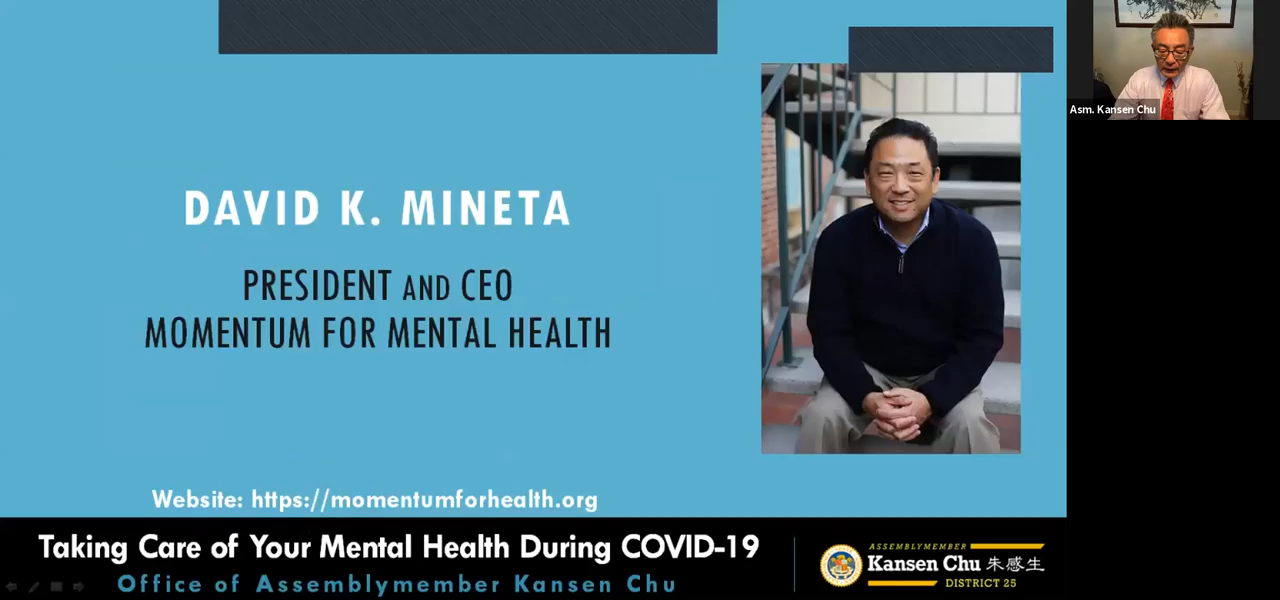 DAVID K. MINETA
PRESIDENT AND CEO
MOMENTUM FOR MENTAL HEALTH
Website: https://momentumforhealth.org
Asm. Kansen Chu
Taking Care of Your Mental Health During COVID-19
Office of Assemblymember Kansen Chu
ASSEMBLYMEMBER
Kansen Chu 朱感生
DISTRICT 25